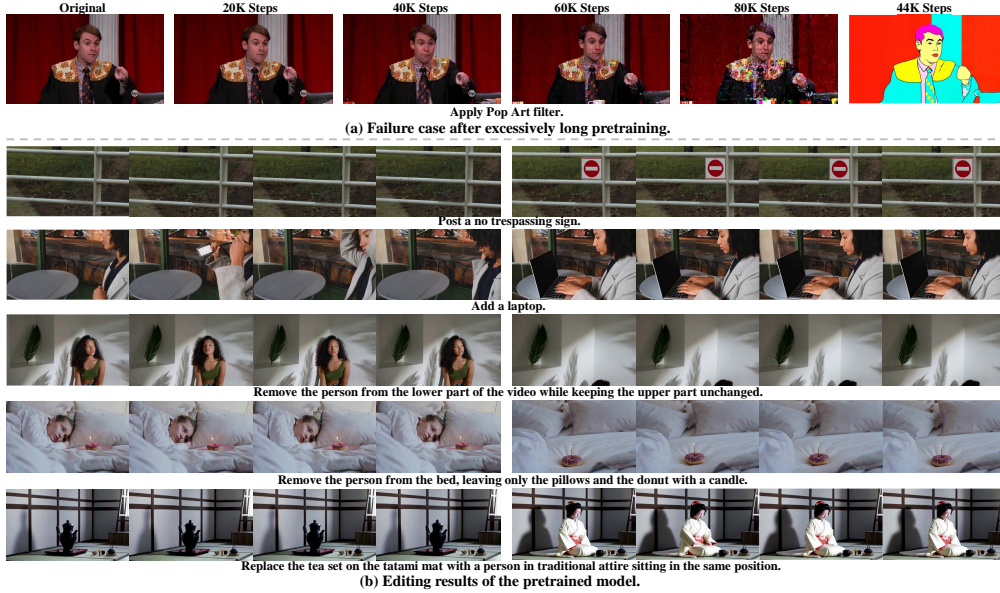 Original 20K Steps 40K Steps 60K Steps 80K Steps 44K Steps
Apply Pop Art filter.
(a) Failure case after excessively long pretraining.
Post a no trespassing sign.
Add a laptop.
Remove the person from the lower part of the video while keeping the upper part unchanged.
Remove the person from the bed, leaving only the pillows and the donut with a candle.
Replace the tea set on the tatami mat with a person in traditional attire sitting in the same position.
(b) Editing results of the pretrained model.